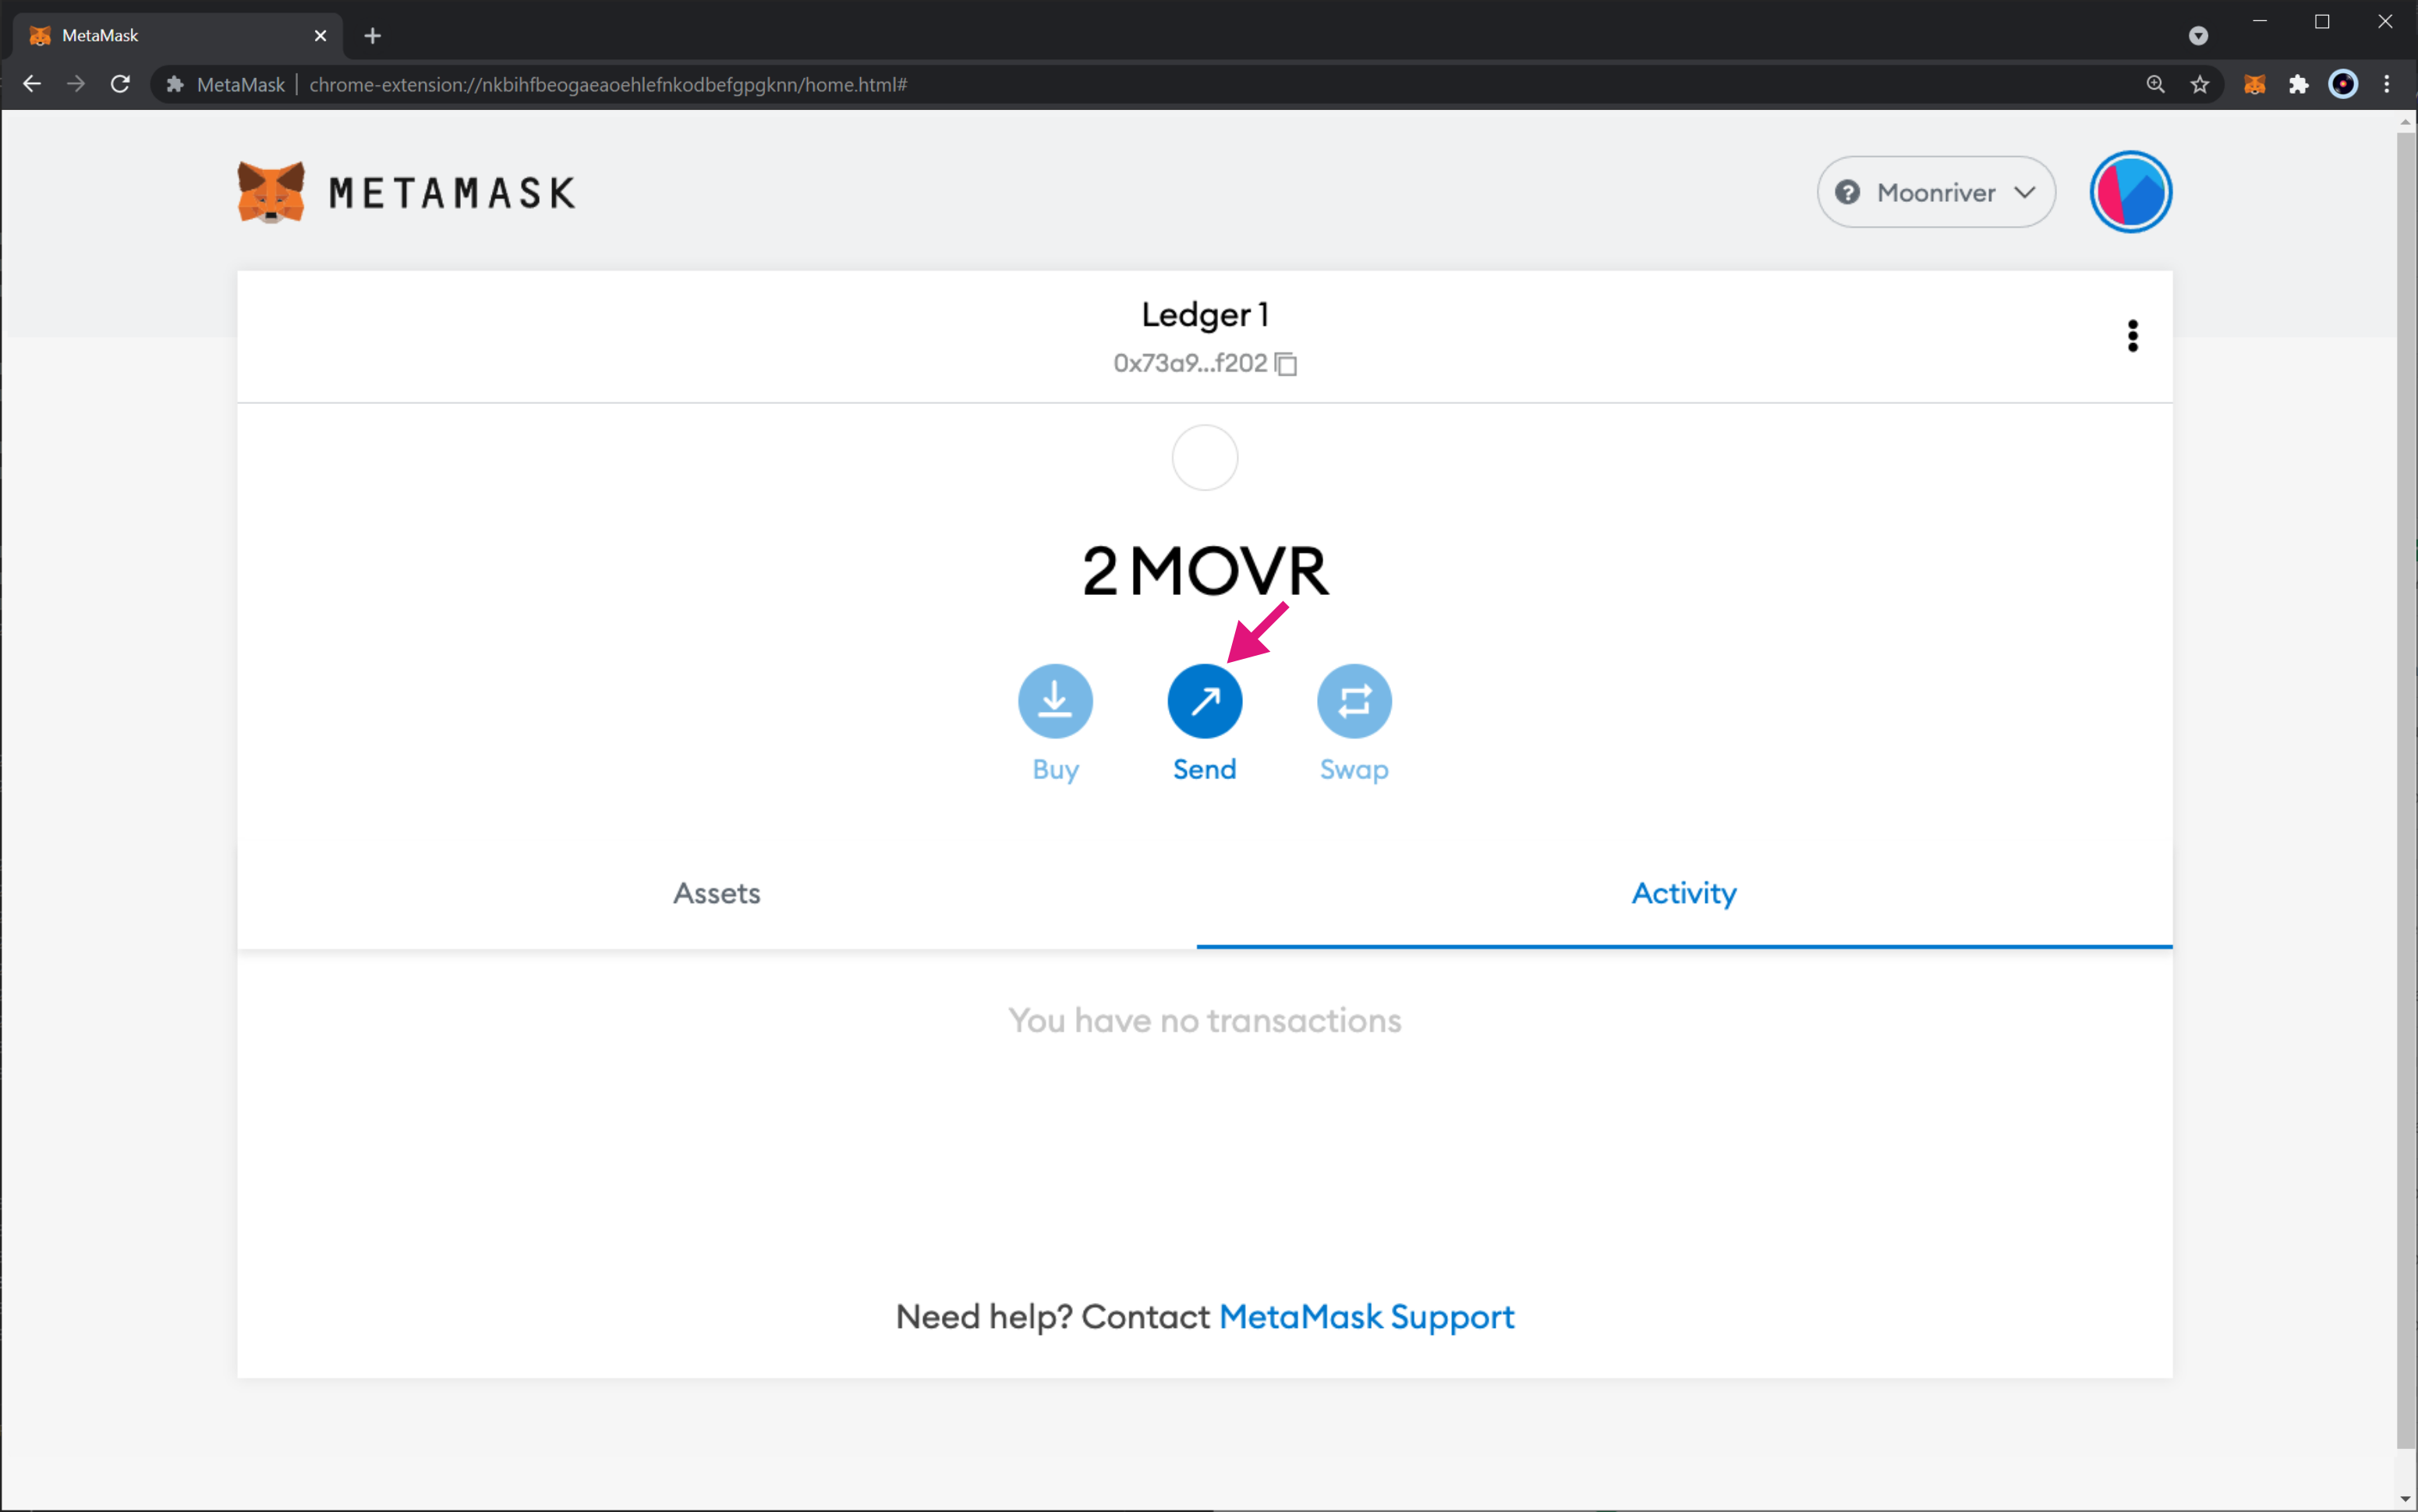 MetaMask
MetaMask | chrome-extension://nkbihfbeogaeaoehlefnkodbefgpgknn/home.html#
METAMASK
Moonriver
Ledger 1
0x73a9...f202
2 MOVR
Buy Send Swap
Assets Activity
You have no transactions
Need help? Contact MetaMask Support